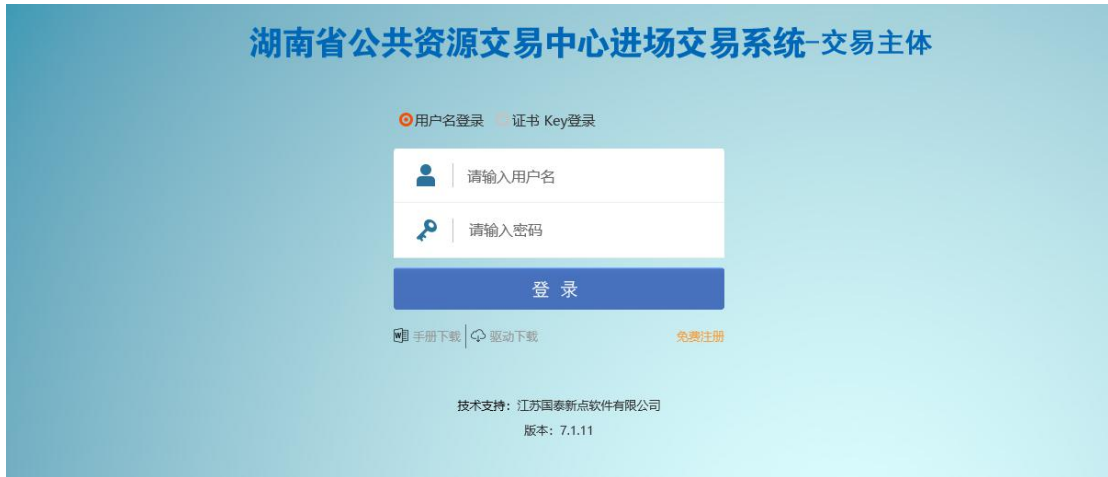 湖南省公共资源交易中心进场交易系统-交易主体
用户名登录 证书 Key登录
请输入用户名
请输入密码
登 录
手册下载 驱动下载 免费注册
技术支持：江苏国泰新点软件有限公司
版本：7.1.11